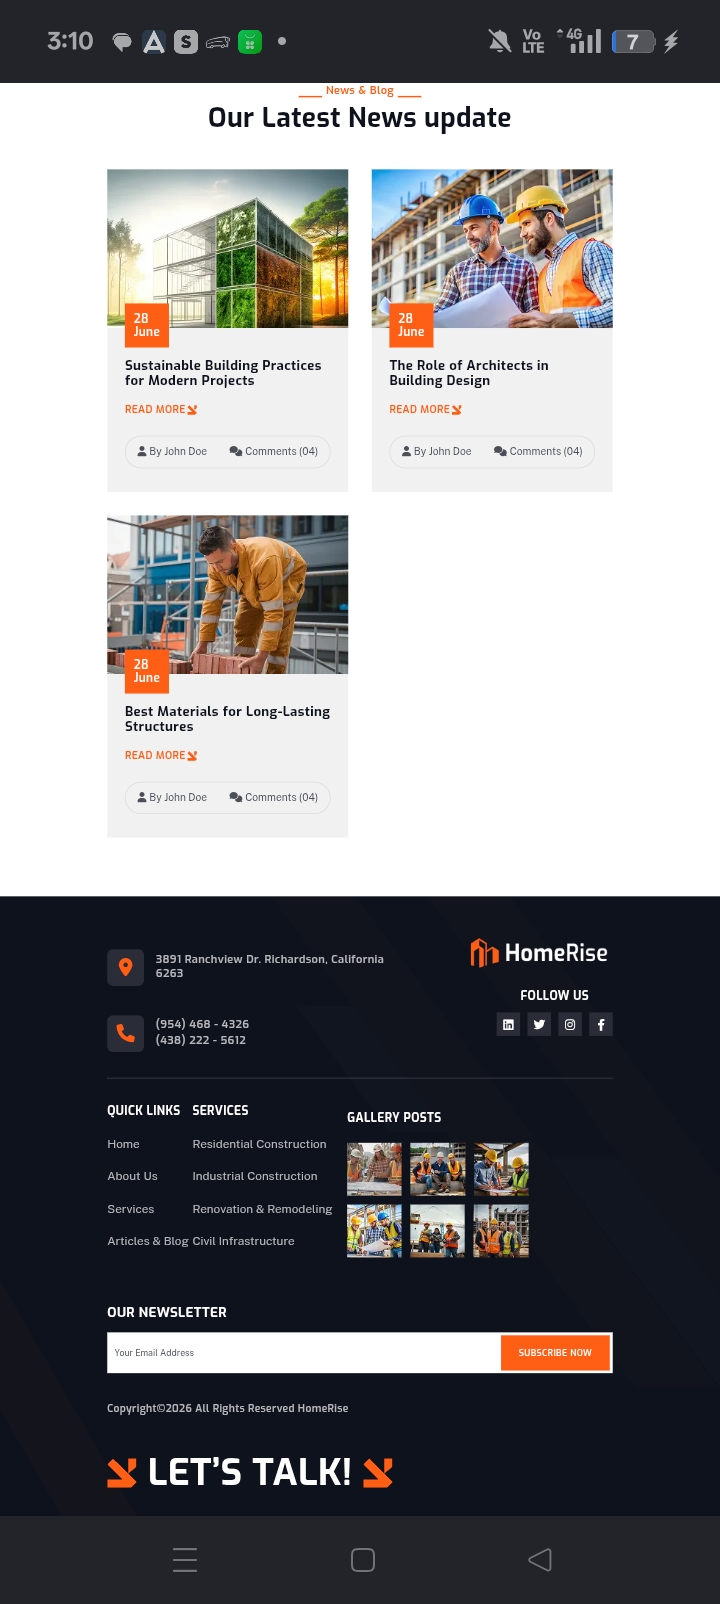 3:10
Vo
LTE
4G
7
News & Blog
Our Latest News update
28
June
Sustainable Building Practices
for Modern Projects
READ MORE
By John Doe Comments (04)
28
June
The Role of Architects in
Building Design
READ MORE
By John Doe Comments (04)
28
June
Best Materials for Long-Lasting
Structures
READ MORE
By John Doe Comments (04)
3891 Ranchview Dr. Richardson, California
6263
(954) 468 - 4326
(438) 222 - 5612
HomeRise
FOLLOW US
QUICK LINKS
Home
About Us
Services
Articles & Blog
SERVICES
Residential Construction
Industrial Construction
Renovation & Remodeling
Civil Infrastructure
GALLERY POSTS
OUR NEWSLETTER
Your Email Address
SUBSCRIBE NOW
Copyright©2026 All Rights Reserved HomeRise
LET’S TALK!